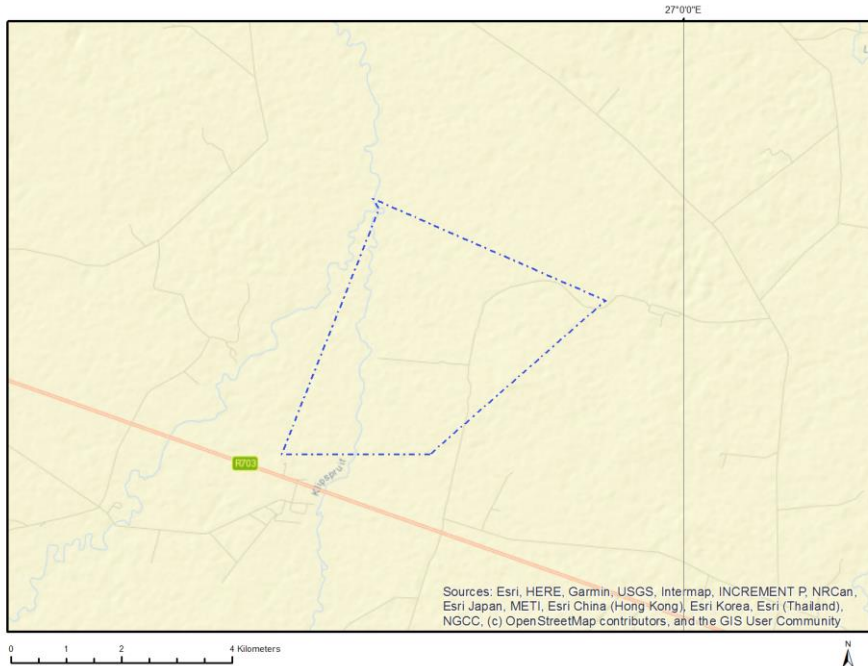 27°0'0"E
R703
Klipspruit
Sources: Esri, HERE, Garmin, USGS, Intermap, INCREMENT P, NRCan,
Esri Japan, METI, Esri China (Hong Kong), Esri Korea, Esri (Thailand),
NGCC, (c) OpenStreetMap contributors, and the GIS User Community
0 1 2 4 Kilometers
N